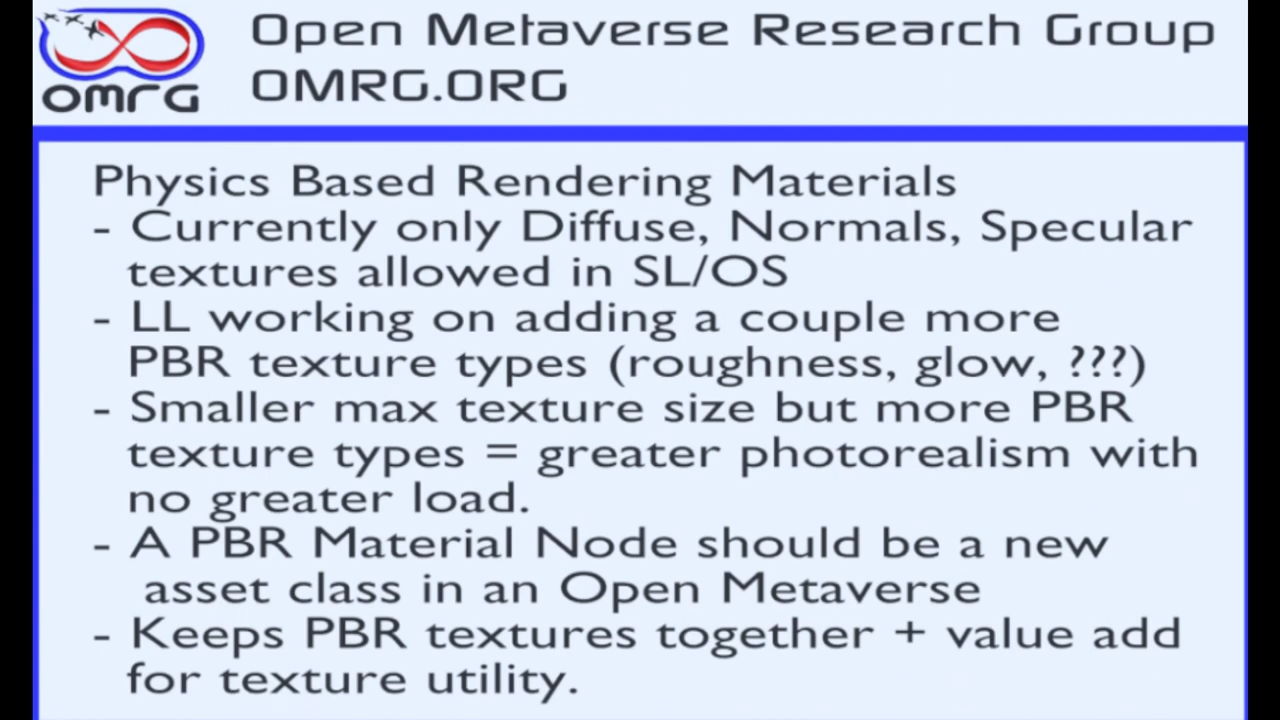 Open Metaverse Research Group
OMRG.ORG
omrG
Physics Based Rendering Materials
- Currently only Diffuse, Normals, Specular
textures allowed in SL/OS
- LL working on adding a couple more
PBR texture types (roughness, glow, ???)
- Smaller max texture size but more PBR
texture types = greater photorealism with
no greater load.
- A PBR Material Node should be a new
asset class in an Open Metaverse
- Keeps PBR textures together + value add
for texture utility.